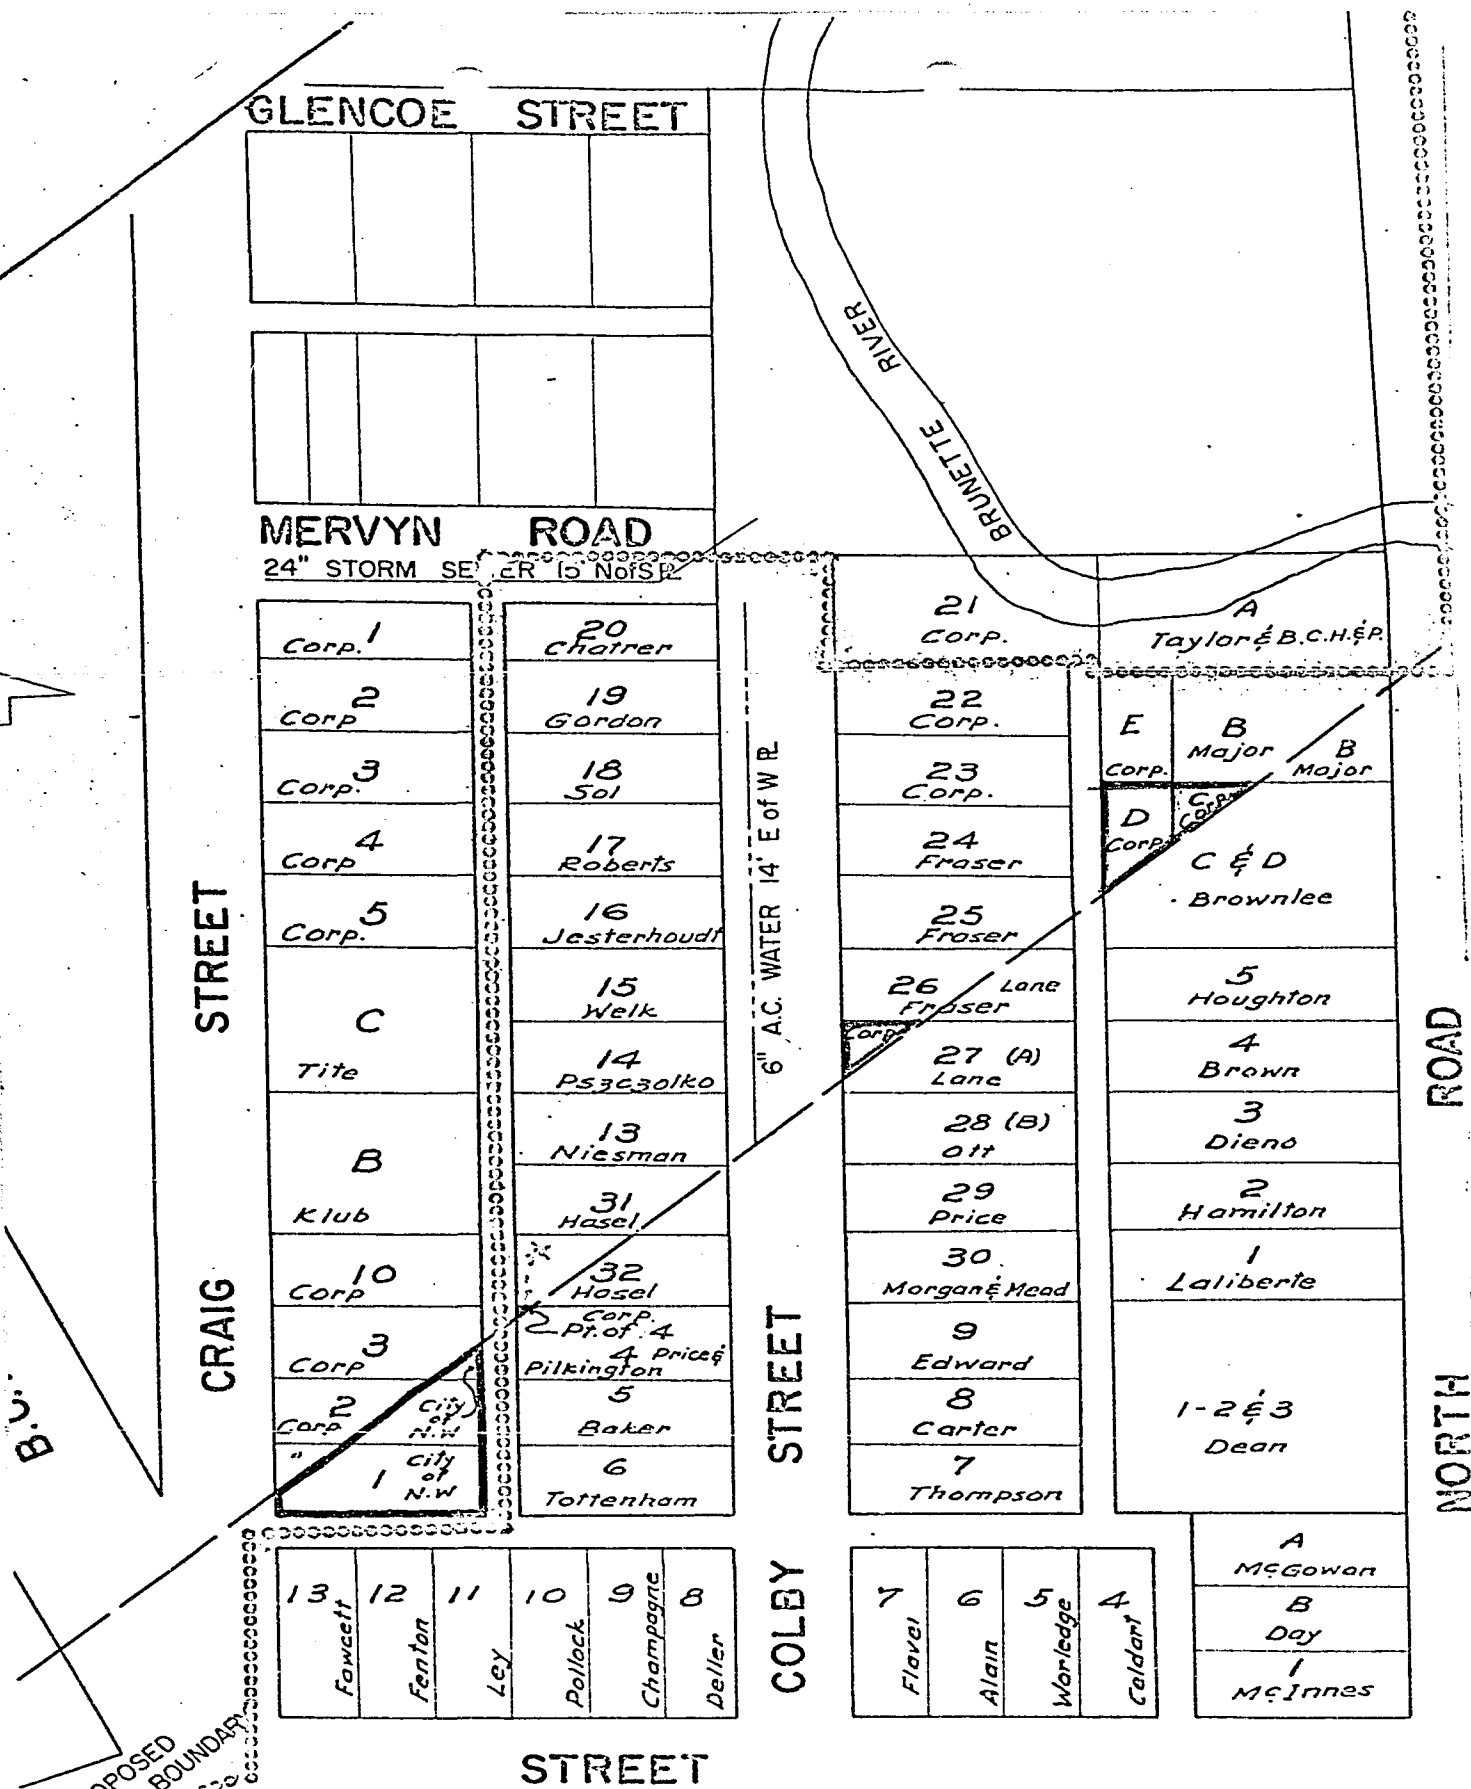 GLENCOE STREET
RIVER
BRUNETTE
MERVYN ROAD
24" STORM SEWER 15' N of S PL
1
Corp.
2
Corp
3
Corp.
4
Corp
5
Corp.
C
Tite
B
Klub
10
Corp
3
Corp
2
Corp
City
of
N.W
"
1
City
of
N.W
20
Chatrer
19
Gordon
18
Sol
17
Roberts
16
Jesterhoudt
15
Welk
14
Ps3c3olko
13
Niesman
31
Hasel
32
Hasel
Corp.
Pt. of 4
4 Price &
Pilkington
5
Baker
6
Tottenham
6" A.C. WATER 14' E of W PL
21
Corp.
22
Corp.
23
Corp.
24
Fraser
25
Fraser
26 Lane
Fraser
Corp
27 (A)
Lane
28 (B)
Ott
29
Price
30
Morgan & Mead
9
Edward
8
Carter
7
Thompson
A
Taylor & B.C.H. & P.
E
Corp.
B
Major
B
Major
D
Corp.
C
Corp.
C & D
Brownlee
5
Houghton
4
Brown
3
Dieno
2
Hamilton
1
Laliberte
1-2 & 3
Dean
A
McGowan
B
Day
1
McInnes
13 Fawcett
12 Fenton
11 Ley
10 Pollock
9 Champagne
8 Deller
7 Flavel
6 Alain
5 Worledge
4 Caldart
CRAIG STREET
COLBY STREET
NORTH ROAD
B.C.
OPOSED
BOUNDARY
STREET